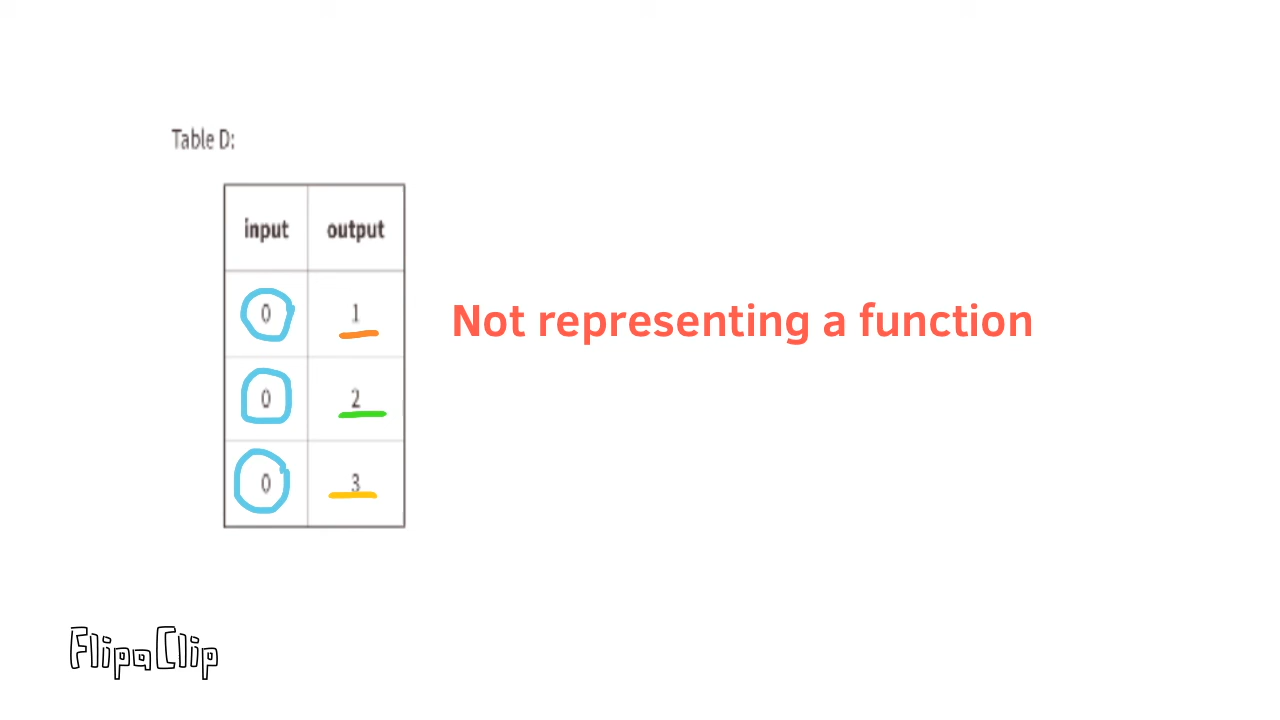 Table D:
input output
0 1
Not representing a function
0 2
0 3
FlipaClip